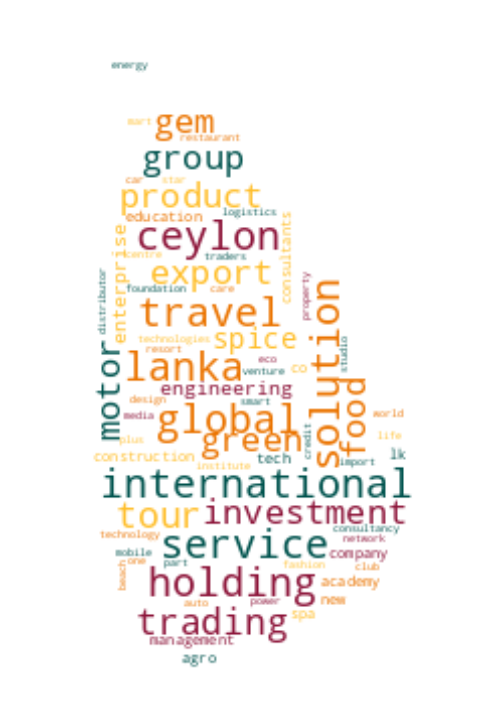 energy
mart gem
restaurant
group
car star
product
education logistics
ceylon
centre traders
enterprise
consultants
export
distributor
foundation care
property
travel
solution
technologies spice
studio
resort eco
lanka venture co
motor
engineering
food
design smart
media global world
green credit
plus life
construction tech lk
institute import
international
tour investment
technology consultancy
service network
mobile part company
beach one fashion club
holding academy
auto power new
trading spa
management
agro